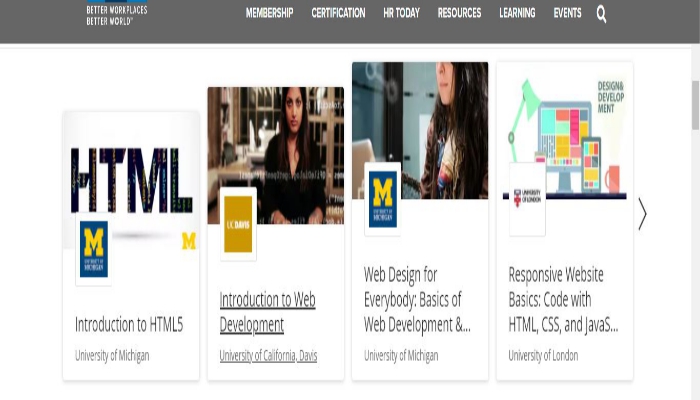 BETTER WORKPLACES
BETTER WORLD™
MEMBERSHIP
CERTIFICATION
HR TODAY
RESOURCES
LEARNING
EVENTS
HTML
M
UNIVERSITY OF
MICHIGAN
M
Introduction to HTML5
University of Michigan
UC DAVIS
Introduction to Web
Development
University of California, Davis
M
UNIVERSITY OF
MICHIGAN
Web Design for
Everybody: Basics of
Web Development &...
University of Michigan
DESIGN&
DEVELOP
MENT
UNIVERSITY
OF LONDON
Responsive Website
Basics: Code with
HTML, CSS, and JavaS...
University of London